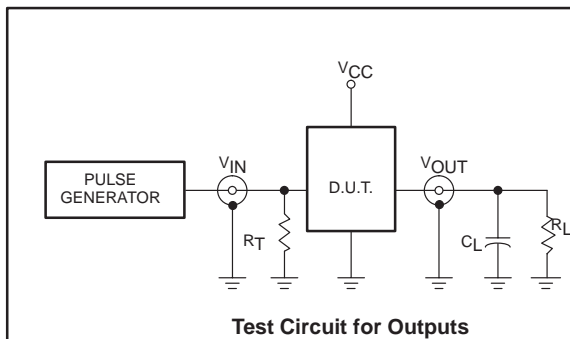 VCC
VIN
VOUT
PULSE
GENERATOR
D.U.T.
RT
CL
RL
Test Circuit for Outputs